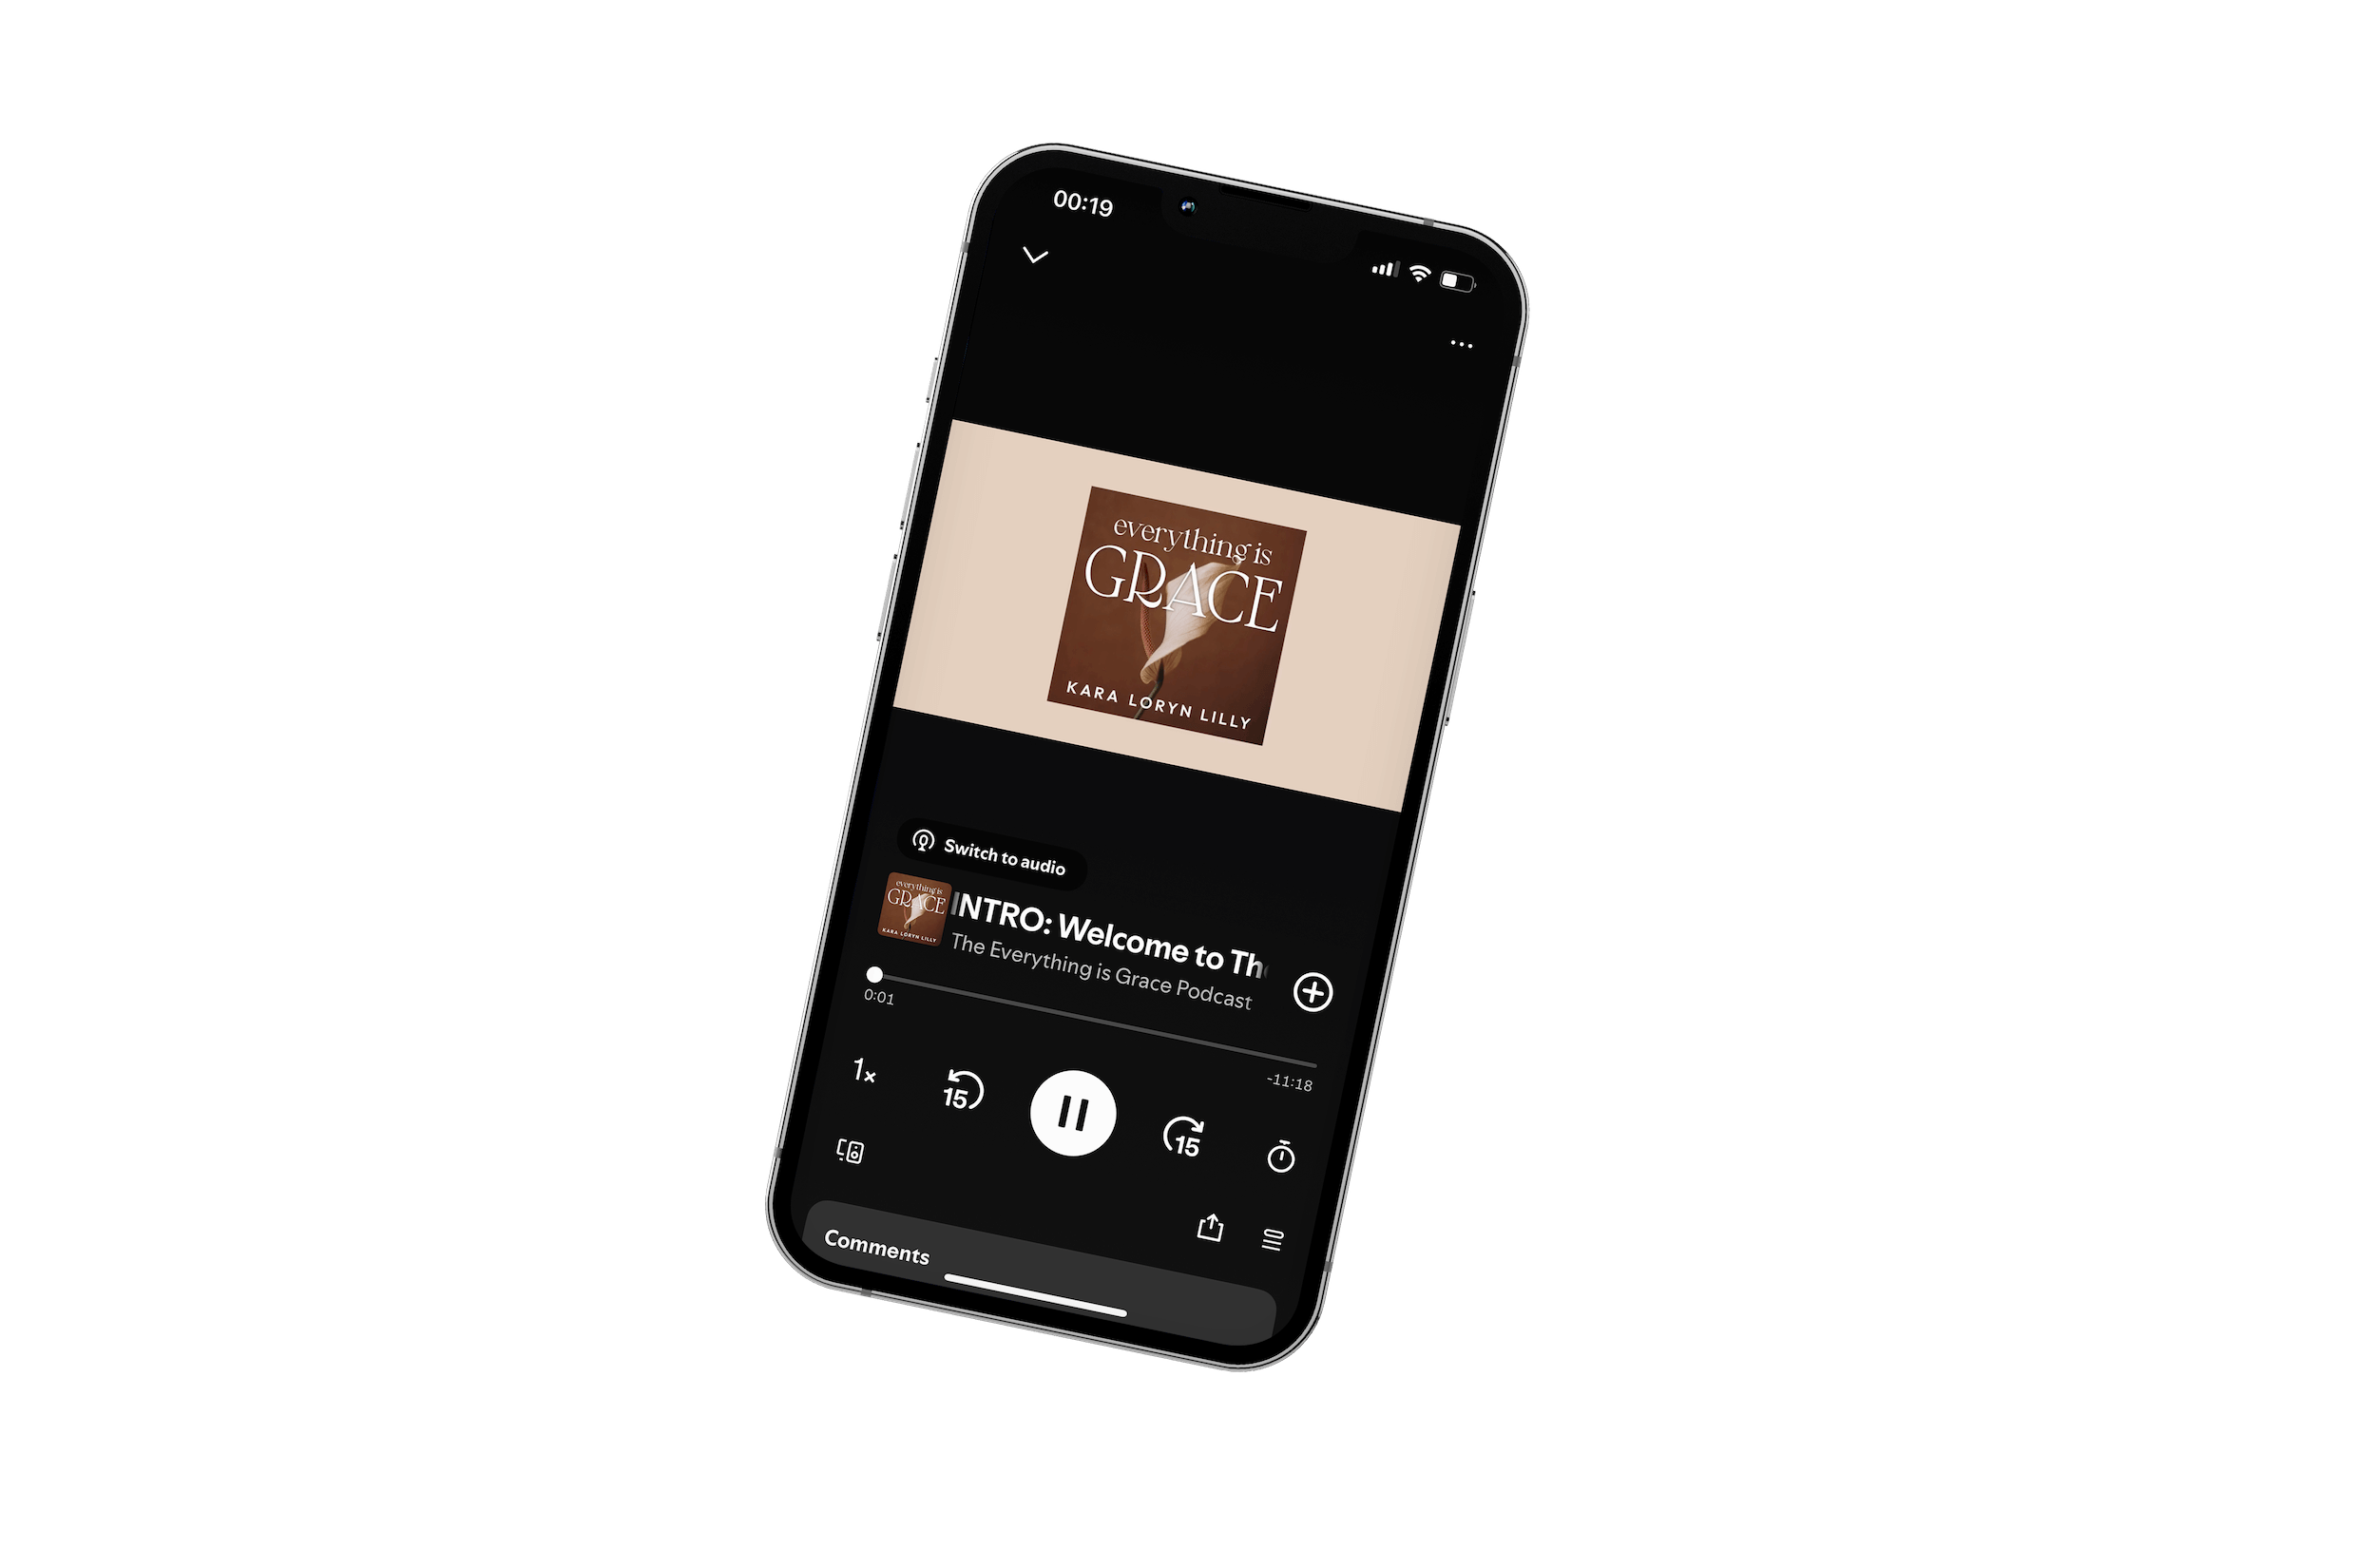 00:19
everything is
GRACE
KARA LORYN LILLY
Switch to audio
everything is
GRACE
KARA LORYN LILLY
INTRO: Welcome to The
The Everything is Grace Podcast
0:01
-11:18
1x
15
15
Comments